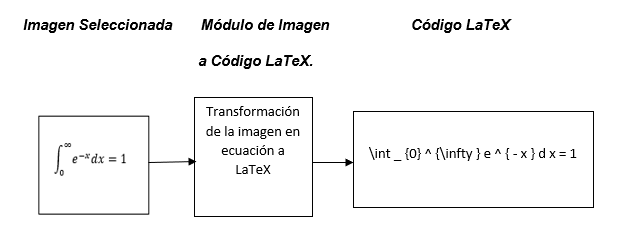 Imagen Seleccionada
Módulo de Imagen
a Código LaTeX.
Código LaTeX
∫₀^∞ e⁻ˣdx = 1
Transformación
de la imagen en
ecuación a
LaTeX
\int _ {0} ^ {\infty } e ^ { - x } d x = 1